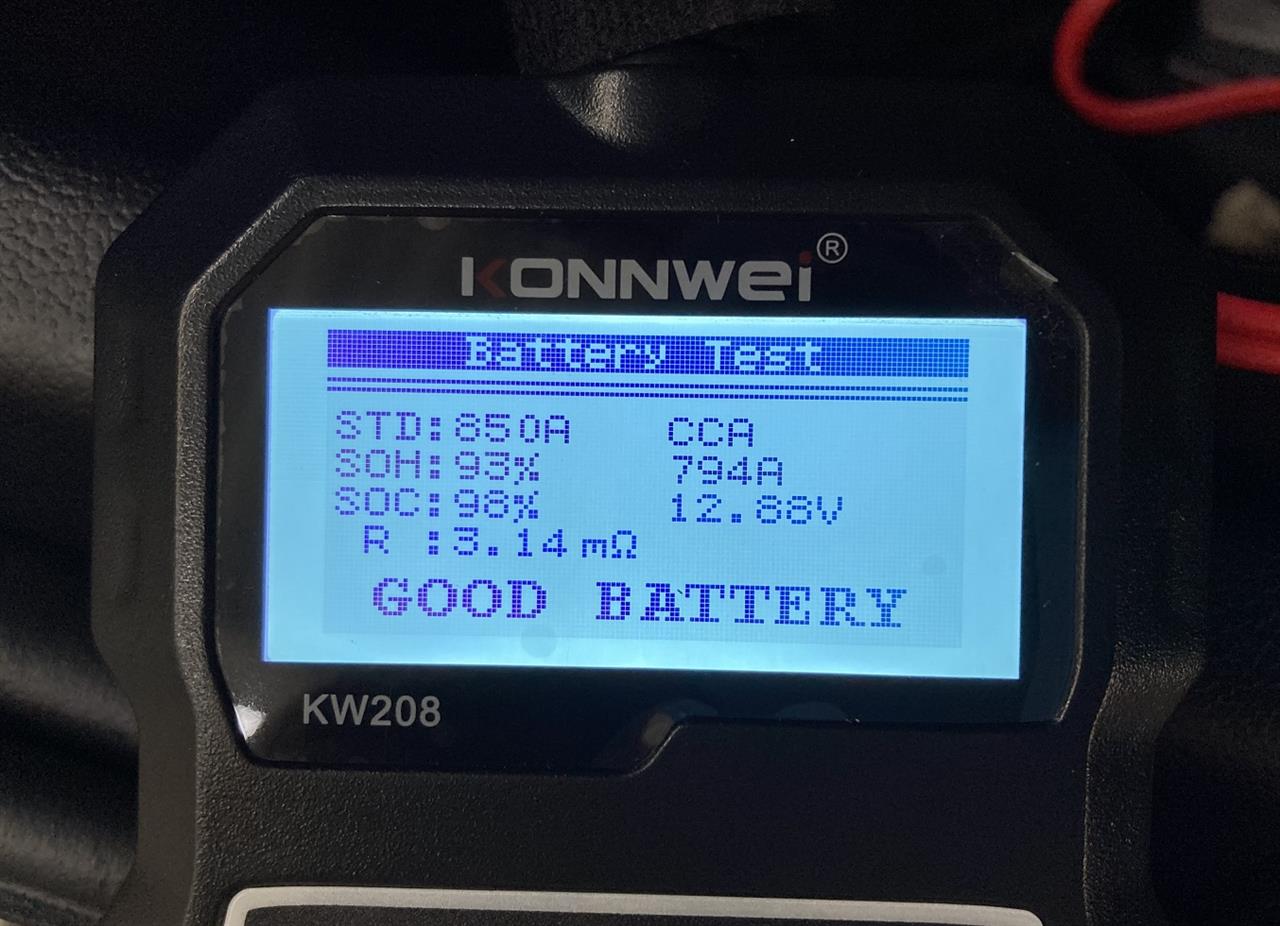 KONNWEI®
Battery Test
STD:850A CCA
SOH:93% 794A
SOC:98% 12.88V
R :3.14mΩ
GOOD BATTERY
KW208